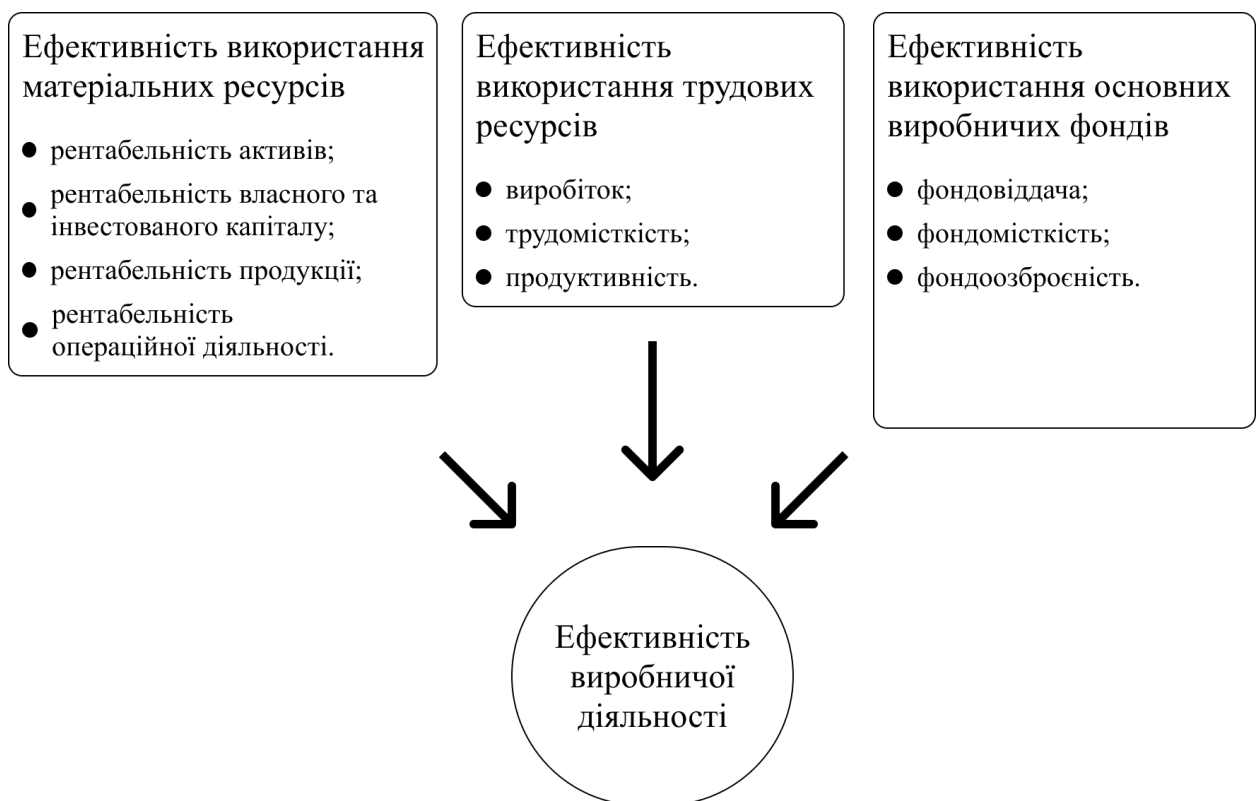 Ефективність використання
матеріальних ресурсів
● рентабельність активів;
● рентабельність власного та
інвестованого капіталу;
● рентабельність продукції;
● рентабельність
операційної діяльності.
Ефективність
використання трудових
ресурсів
● виробіток;
● трудомісткість;
● продуктивність.
Ефективність
використання основних
виробничих фондів
● фондовіддача;
● фондомісткість;
● фондоозброєність.
Ефективність
виробничої
діяльності